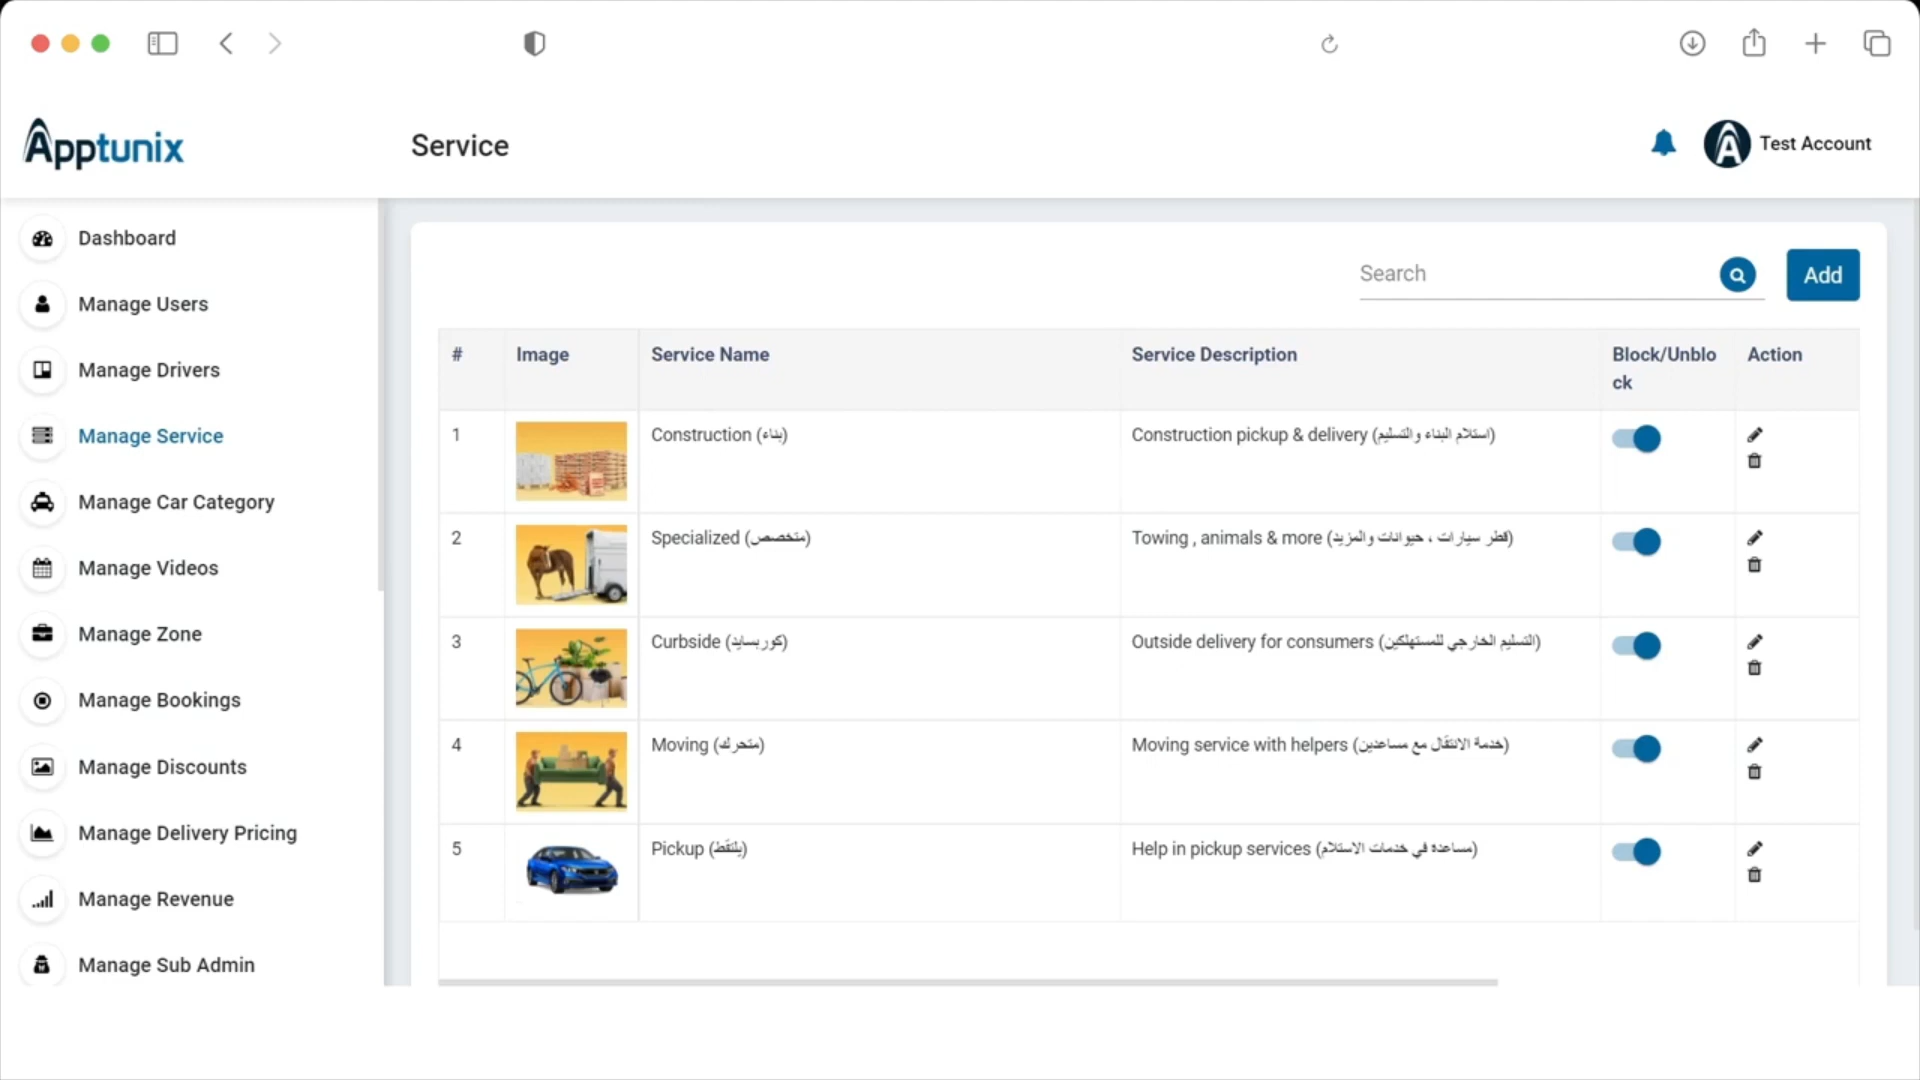 Apptunix
Service
Test Account
Dashboard
Manage Users
Manage Drivers
Manage Service
Manage Car Category
Manage Videos
Manage Zone
Manage Bookings
Manage Discounts
Manage Delivery Pricing
Manage Revenue
Manage Sub Admin
Search
Add
# Image Service Name Service Description Block/Unblo Action
ck
1 Construction (بناء) Construction pickup & delivery (استلام البناء والتسليم)
2 Specialized (متخصص) Towing , animals & more (قطر سيارات ، حيوانات والمزيد)
3 Curbside (كوربسايد) Outside delivery for consumers (التسليم الخارجي للمستهلكين)
4 Moving (متحرك) Moving service with helpers (خدمة الانتقال مع مساعدين)
5 Pickup (يلتقط) Help in pickup services (مساعدة في خدمات الاستلام)